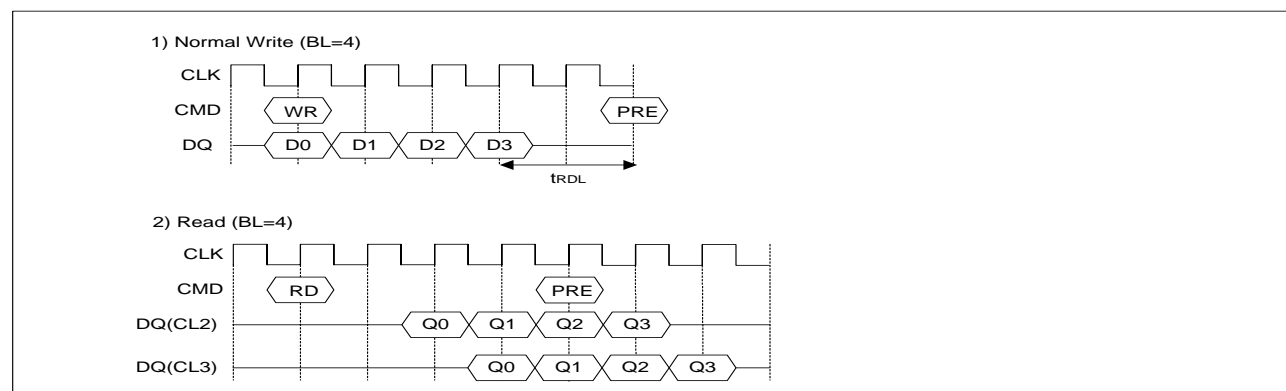 1) Normal Write (BL=4)
CLK
CMD WR PRE
DQ D0 D1 D2 D3
tRDL
2) Read (BL=4)
CLK
CMD RD PRE
DQ(CL2) Q0 Q1 Q2 Q3
DQ(CL3) Q0 Q1 Q2 Q3